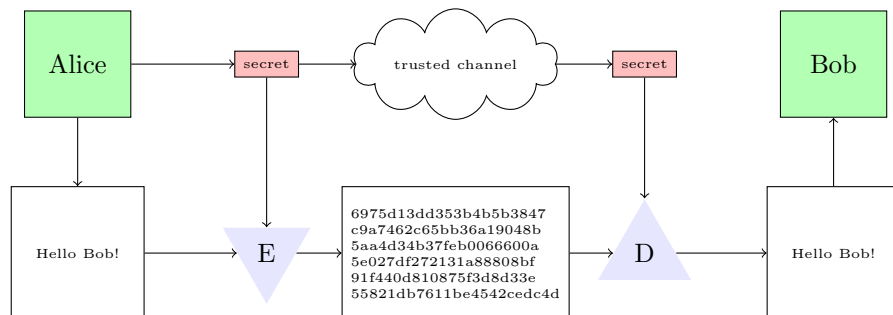 Alice
secret
trusted channel
secret
Bob
Hello Bob!
E
6975d13dd353b4b5b3847
c9a7462c65bb36a19048b
5aa4d34b37feb0066600a
5e027df272131a88808bf
91f440d810875f3d8d33e
55821db7611be4542cedc4d
D
Hello Bob!